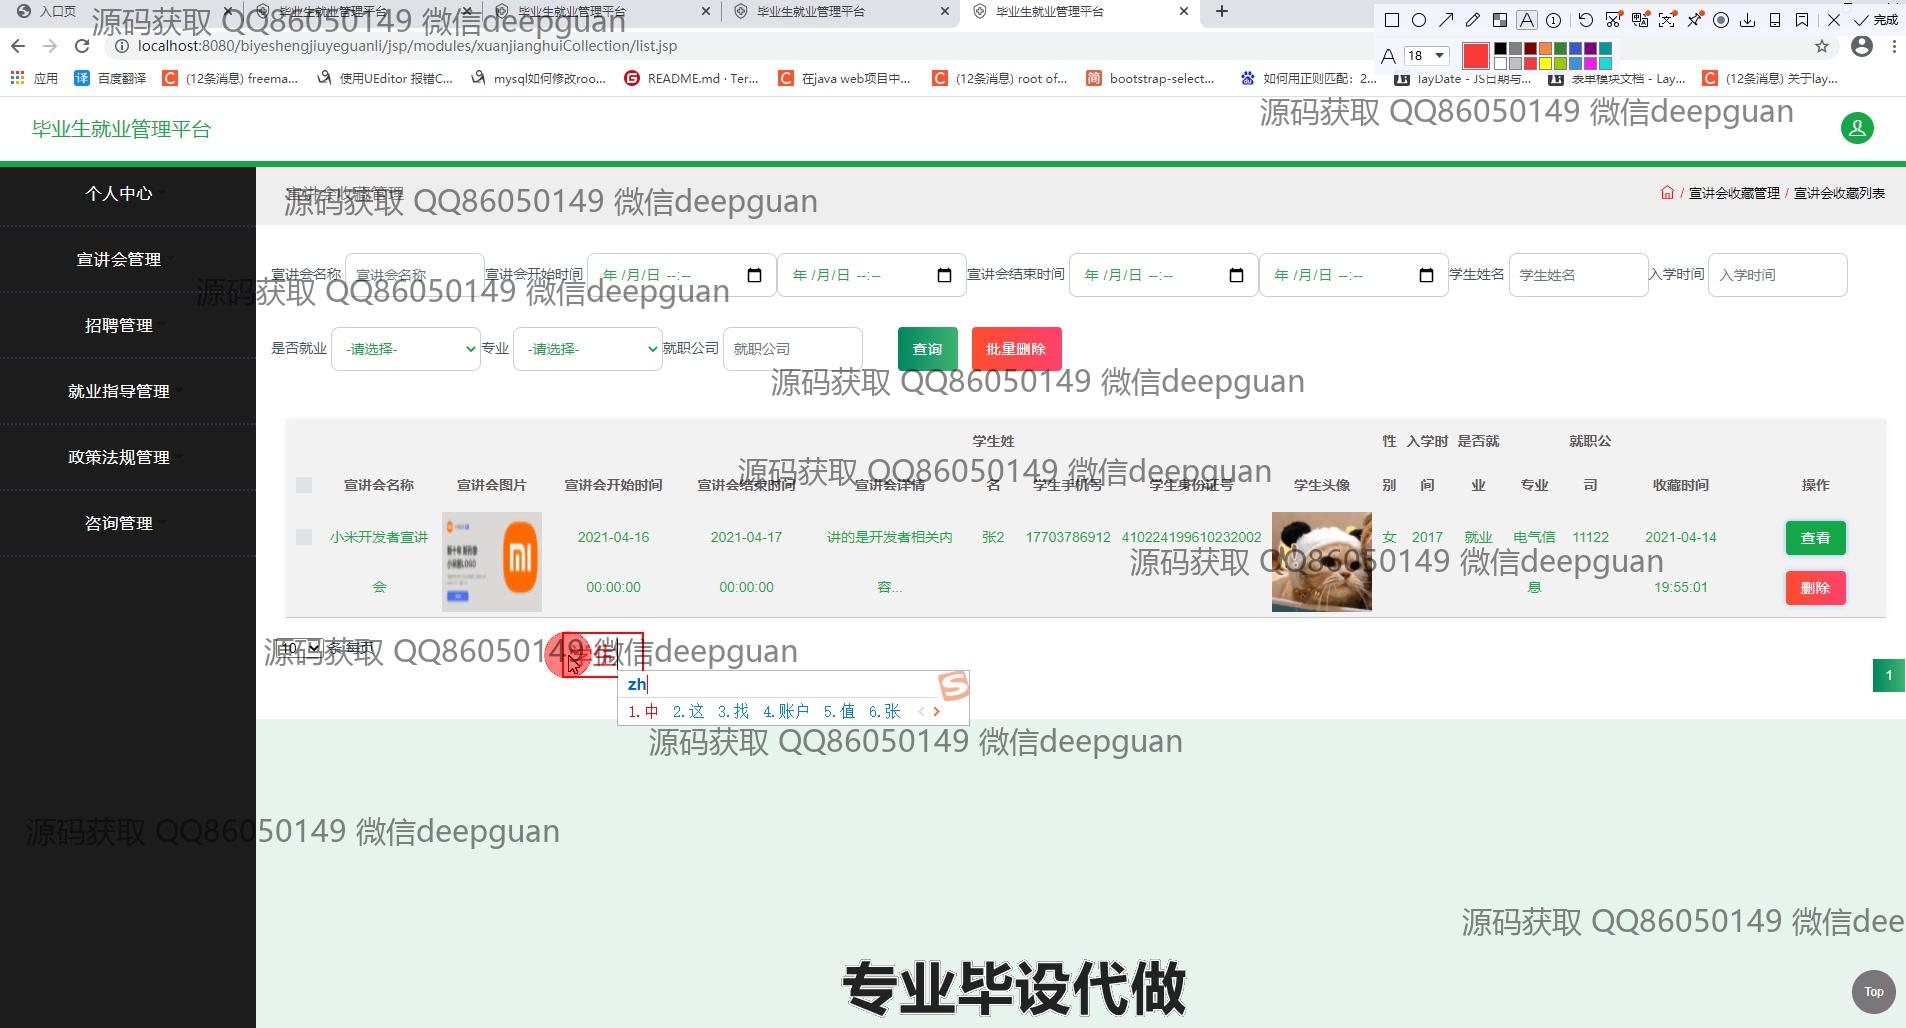 入口页 毕业生就业管理平台 毕业生就业管理平台 毕业生就业管理平台 毕业生就业管理平台
源码获取 QQ86050149 微信deepguan
完成
localhost:8080/biyeshengjiuyeguanli/jsp/modules/xuanjianghuiCollection/list.jsp
A 18
应用 百度翻译 (12条消息) freema... 使用UEditor 报错C... mysql如何修改roo... README.md · Ter... 在java web项目中... (12条消息) root of... bootstrap-select... 如何用正则匹配：2... layDate - JS日期与... 表单模块文档 - Lay... (12条消息) 关于lay...
源码获取 QQ86050149 微信deepguan
毕业生就业管理平台
个人中心
宣讲会收藏管理
宣讲会收藏管理 / 宣讲会收藏列表
源码获取 QQ86050149 微信deepguan
宣讲会管理
宣讲会名称 宣讲会名称 宣讲会开始时间 年 /月/日 --:-- 年 /月/日 --:-- 宣讲会结束时间 年 /月/日 --:-- 年 /月/日 --:-- 学生姓名 学生姓名 入学时间 入学时间
源码获取 QQ86050149 微信deepguan
招聘管理
是否就业 -请选择- 专业 -请选择- 就职公司 就职公司 查询 批量删除
源码获取 QQ86050149 微信deepguan
就业指导管理
政策法规管理
咨询管理
宣讲会名称 宣讲会图片 宣讲会开始时间 宣讲会结束时间 宣讲会详情 学生姓名 学生手机号 学生身份证号 学生头像 性别 入学时间 是否就业 专业 就职公司 收藏时间 操作
源码获取 QQ86050149 微信deepguan
小米开发者宣讲 2021-04-16 2021-04-17 讲的是开发者相关内 张2 17703786912 410224199610232002 女 2017 就业 电气信 11122 2021-04-14 查看
源码获取 QQ86050149 微信deepguan
会 00:00:00 00:00:00 容... 息 19:55:01 删除
10 条 每页
源码获取 QQ86050149 微信deepguan
学生
1
zh
1.中 2.这 3.找 4.账户 5.值 6.张
源码获取 QQ86050149 微信deepguan
源码获取 QQ86050149 微信deepguan
源码获取 QQ86050149 微信dee
专业毕设代做
Top